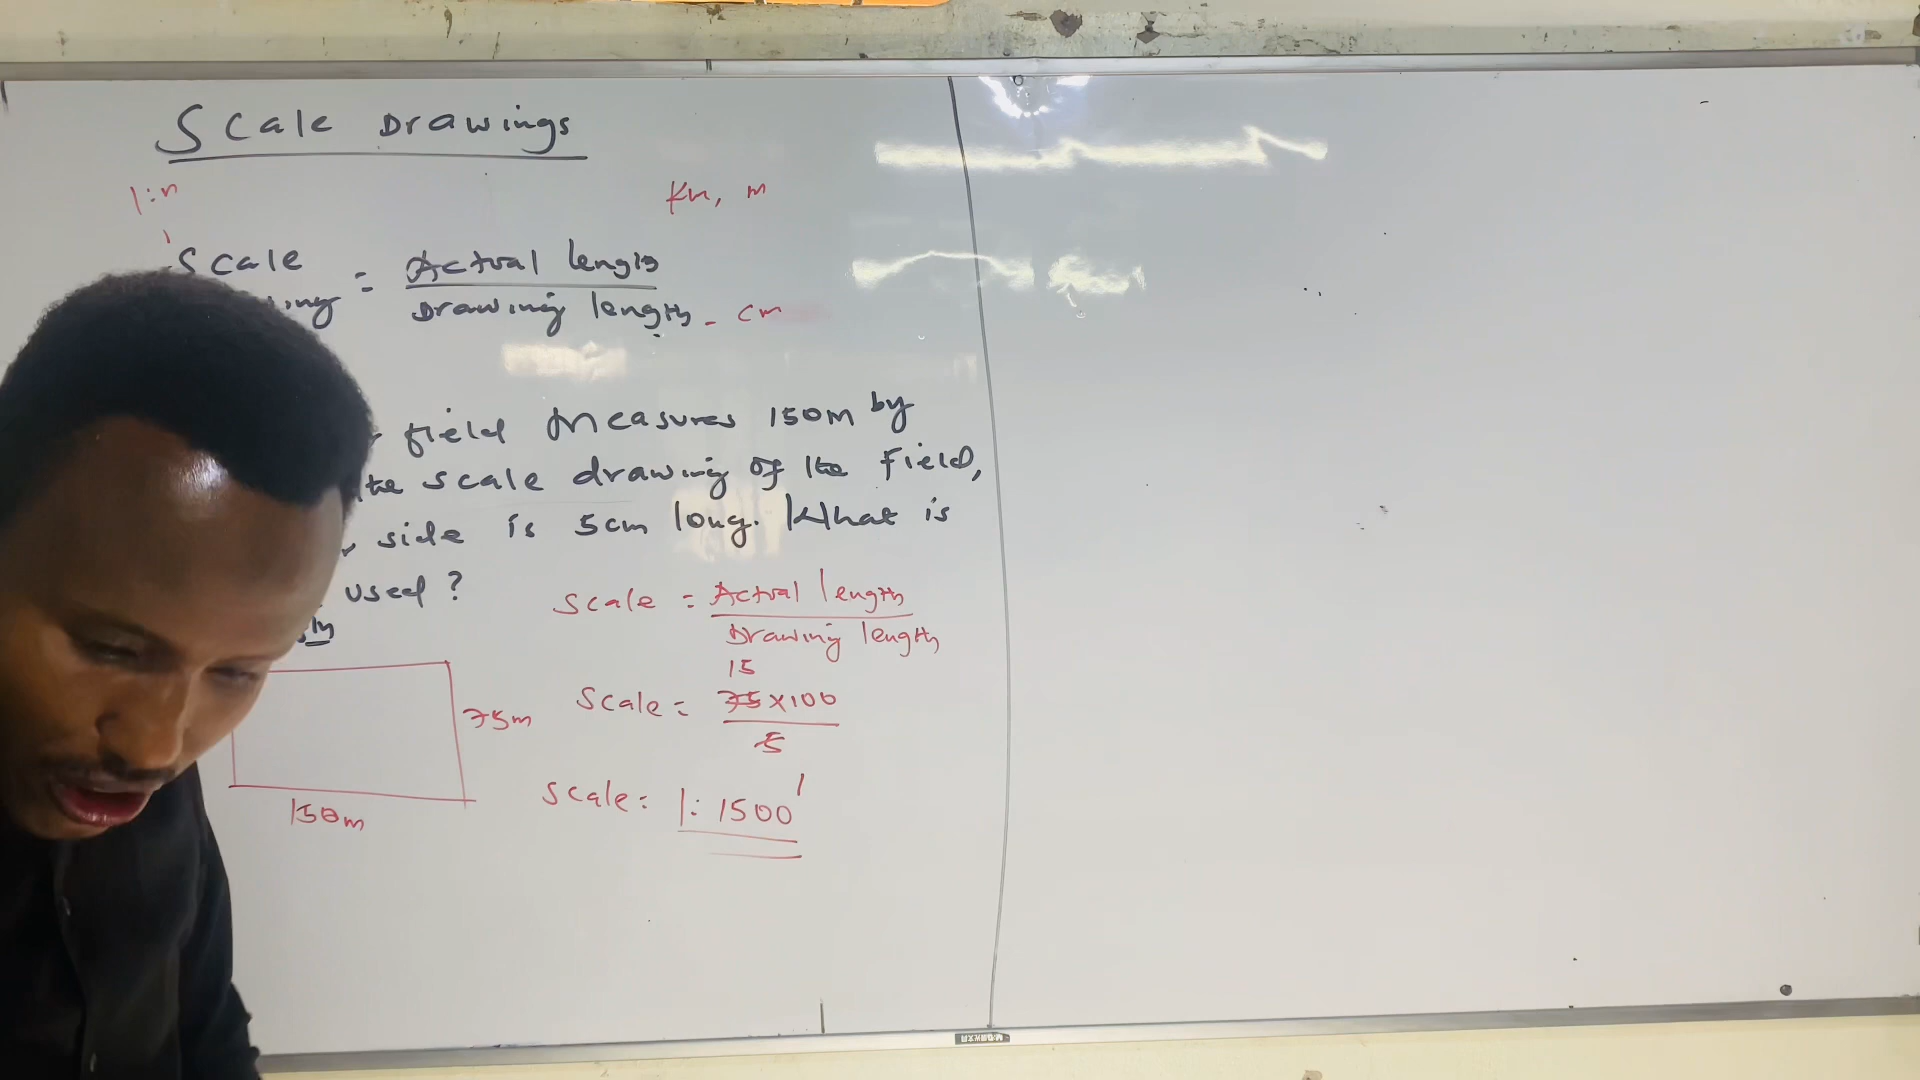 Scale Drawings
1:n
Km, m
Scale = Actual length
Drawing length - cm
field measures 150m by
the scale drawing of the field,
side is 5cm long. What is
used?
Scale = Actual length
Drawing length
15
Scale = 75 x 100
5
75m
Scale = 1: 1500
150m